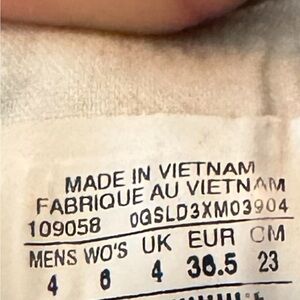 MADE IN VIETNAM
FABRIQUE AU VIETNAM
109058 0GSLD3XM03904
MENS WO'S UK EUR CM
4 6 4 36.5 23